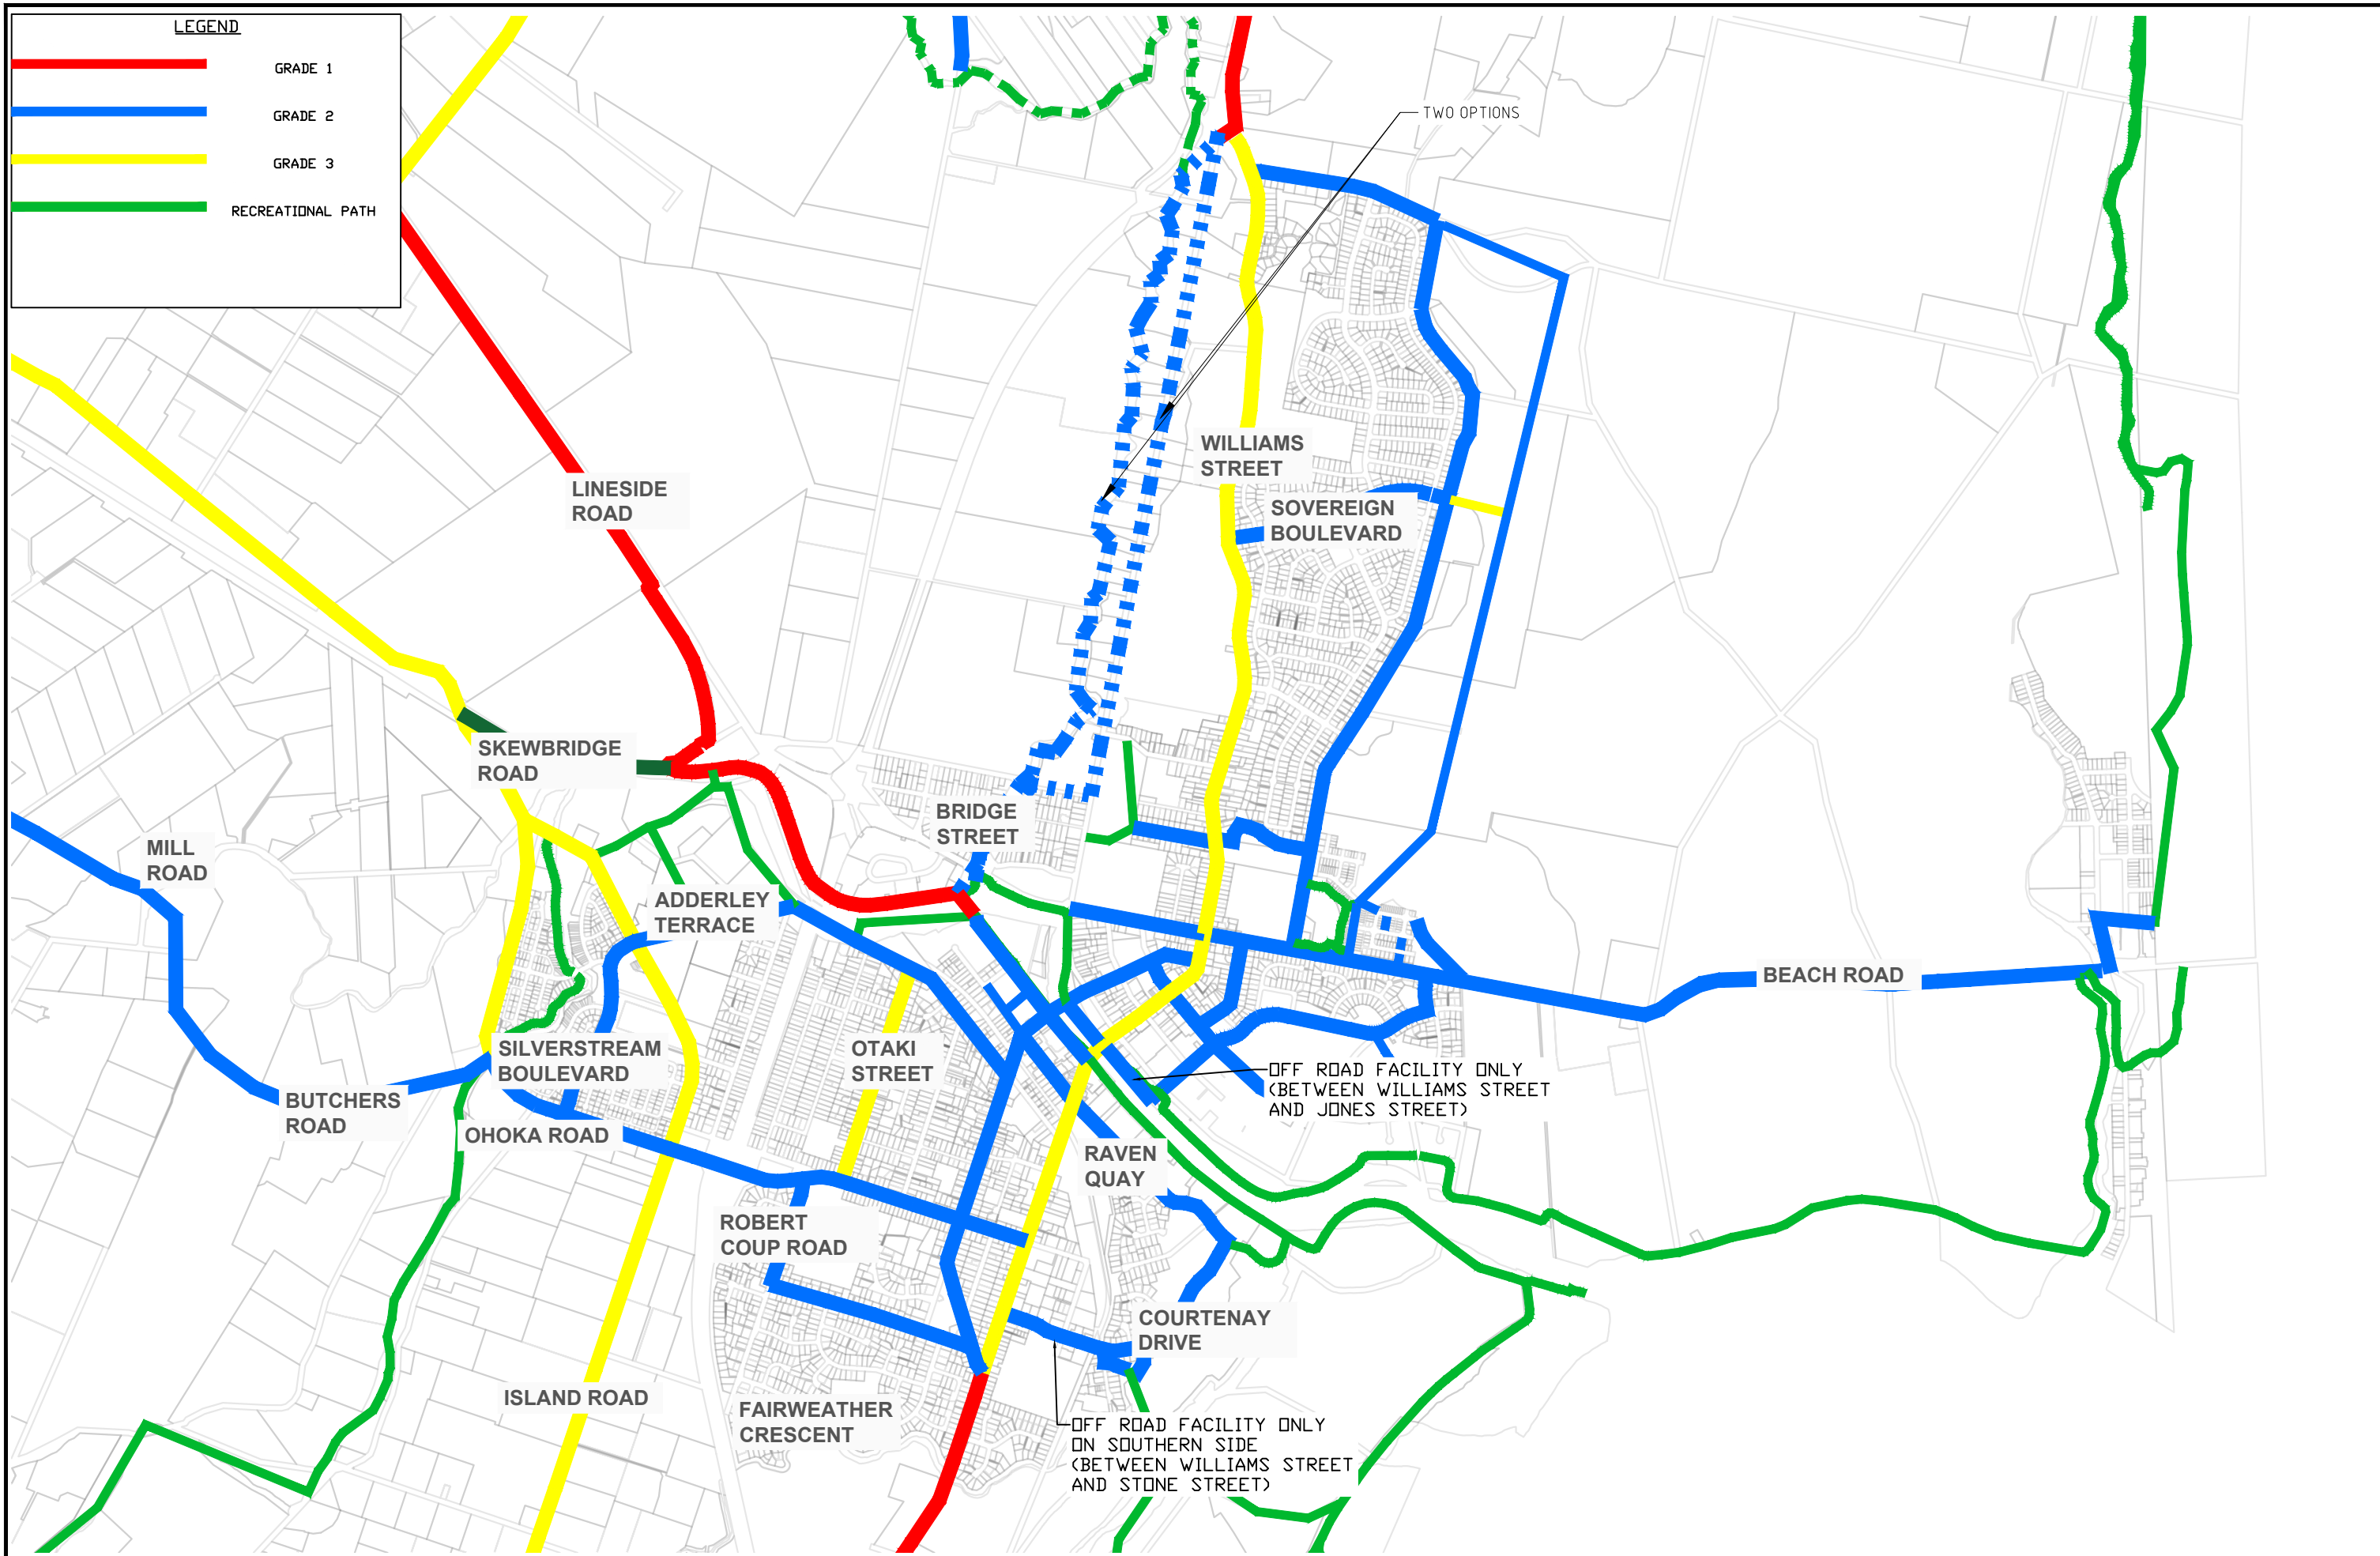 LEGEND
GRADE 1
GRADE 2
GRADE 3
RECREATIONAL PATH
TWO OPTIONS
WILLIAMS
STREET
LINESIDE
ROAD
SOVEREIGN
BOULEVARD
SKEWBRIDGE
ROAD
BRIDGE
STREET
MILL
ROAD
ADDERLEY
TERRACE
BEACH ROAD
SILVERSTREAM
BOULEVARD
OTAKI
STREET
OFF ROAD FACILITY ONLY
(BETWEEN WILLIAMS STREET
AND JONES STREET)
BUTCHERS
ROAD
OHOKA ROAD
RAVEN
QUAY
ROBERT
COUP ROAD
COURTENAY
DRIVE
ISLAND ROAD
FAIRWEATHER
CRESCENT
OFF ROAD FACILITY ONLY
ON SOUTHERN SIDE
(BETWEEN WILLIAMS STREET
AND STONE STREET)